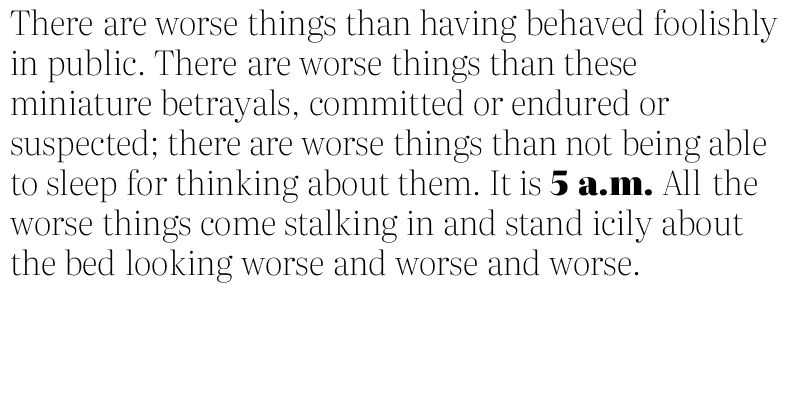 There are worse things than having behaved foolishly
in public. There are worse things than these
miniature betrayals, committed or endured or
suspected; there are worse things than not being able
to sleep for thinking about them. It is 5 a.m. All the
worse things come stalking in and stand icily about
the bed looking worse and worse and worse.